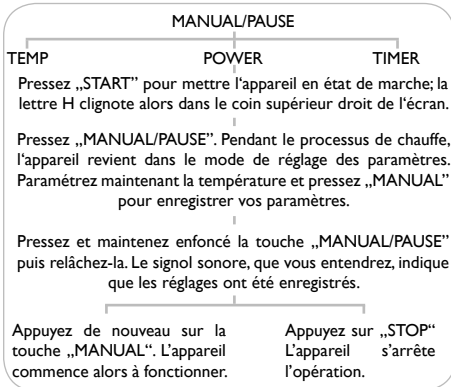 MANUAL/PAUSE
TEMP POWER TIMER
Pressez „START” pour mettre l‘appareil en état de marche; la
lettre H clignote alors dans le coin supérieur droit de l‘écran.
Pressez „MANUAL/PAUSE”. Pendant le processus de chauffe,
l‘appareil revient dans le mode de réglage des paramètres.
Paramétrez maintenant la température et pressez „MANUAL”
pour enregistrer vos paramètres.
Pressez et maintenez enfoncé la touche „MANUAL/PAUSE”
puis relâchez-la. Le signol sonore, que vous entendrez, indique
que les réglages ont été enregistrés.
Appuyez de nouveau sur la
touche „MANUAL“. L’appareil
commence alors à fonctionner.
Appuyez sur „STOP“
L’appareil s’arrête
l’opération.